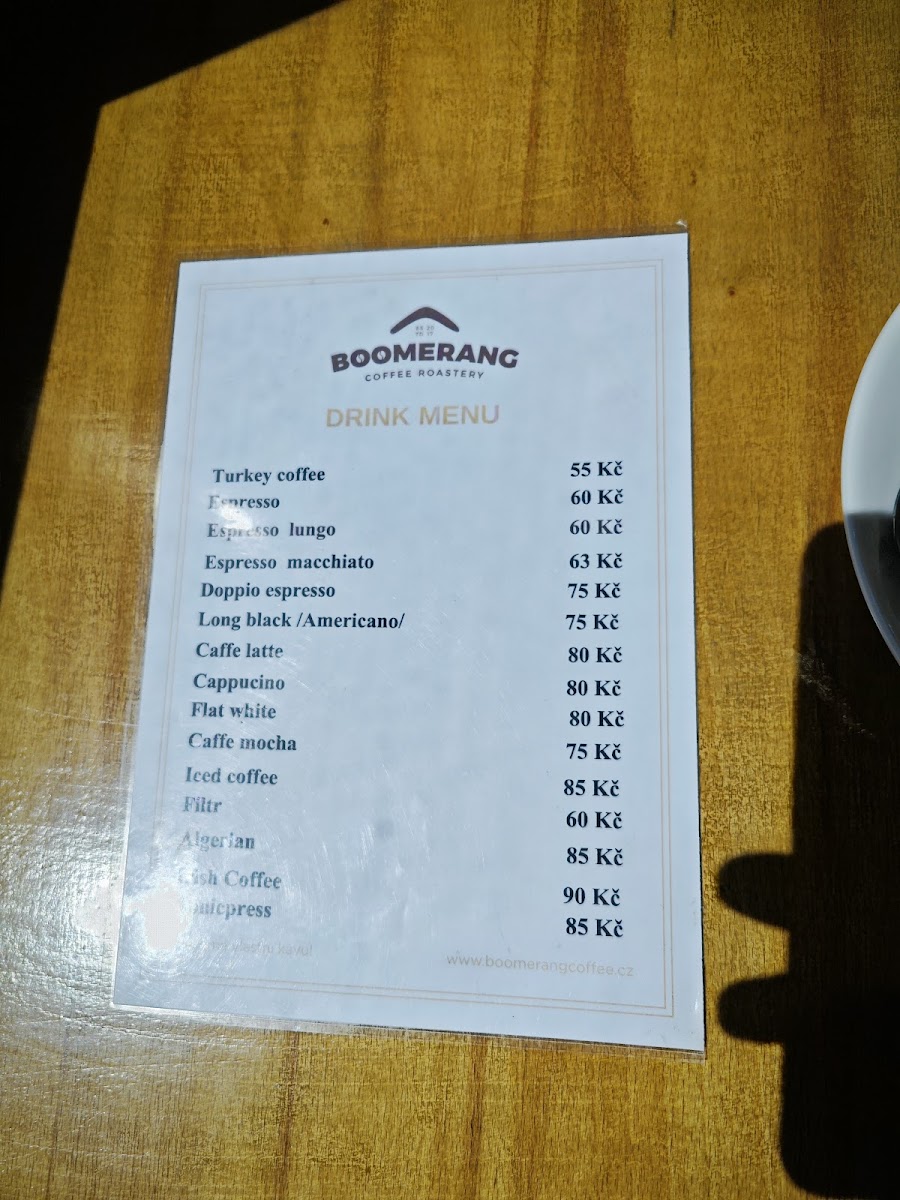 BOOMERANG
COFFEE ROASTERY
DRINK MENU
Turkey coffee 55 Kč
Espresso 60 Kč
Espresso lungo 60 Kč
Espresso macchiato 63 Kč
Doppio espresso 75 Kč
Long black /Americano/ 75 Kč
Caffe latte 80 Kč
Cappucino 80 Kč
Flat white 80 Kč
Caffe mocha 75 Kč
Iced coffee 85 Kč
Filtr 60 Kč
Algerian 85 Kč
Irish Coffee 90 Kč
85 Kč
kávu!
www.boomerangcoffee.cz